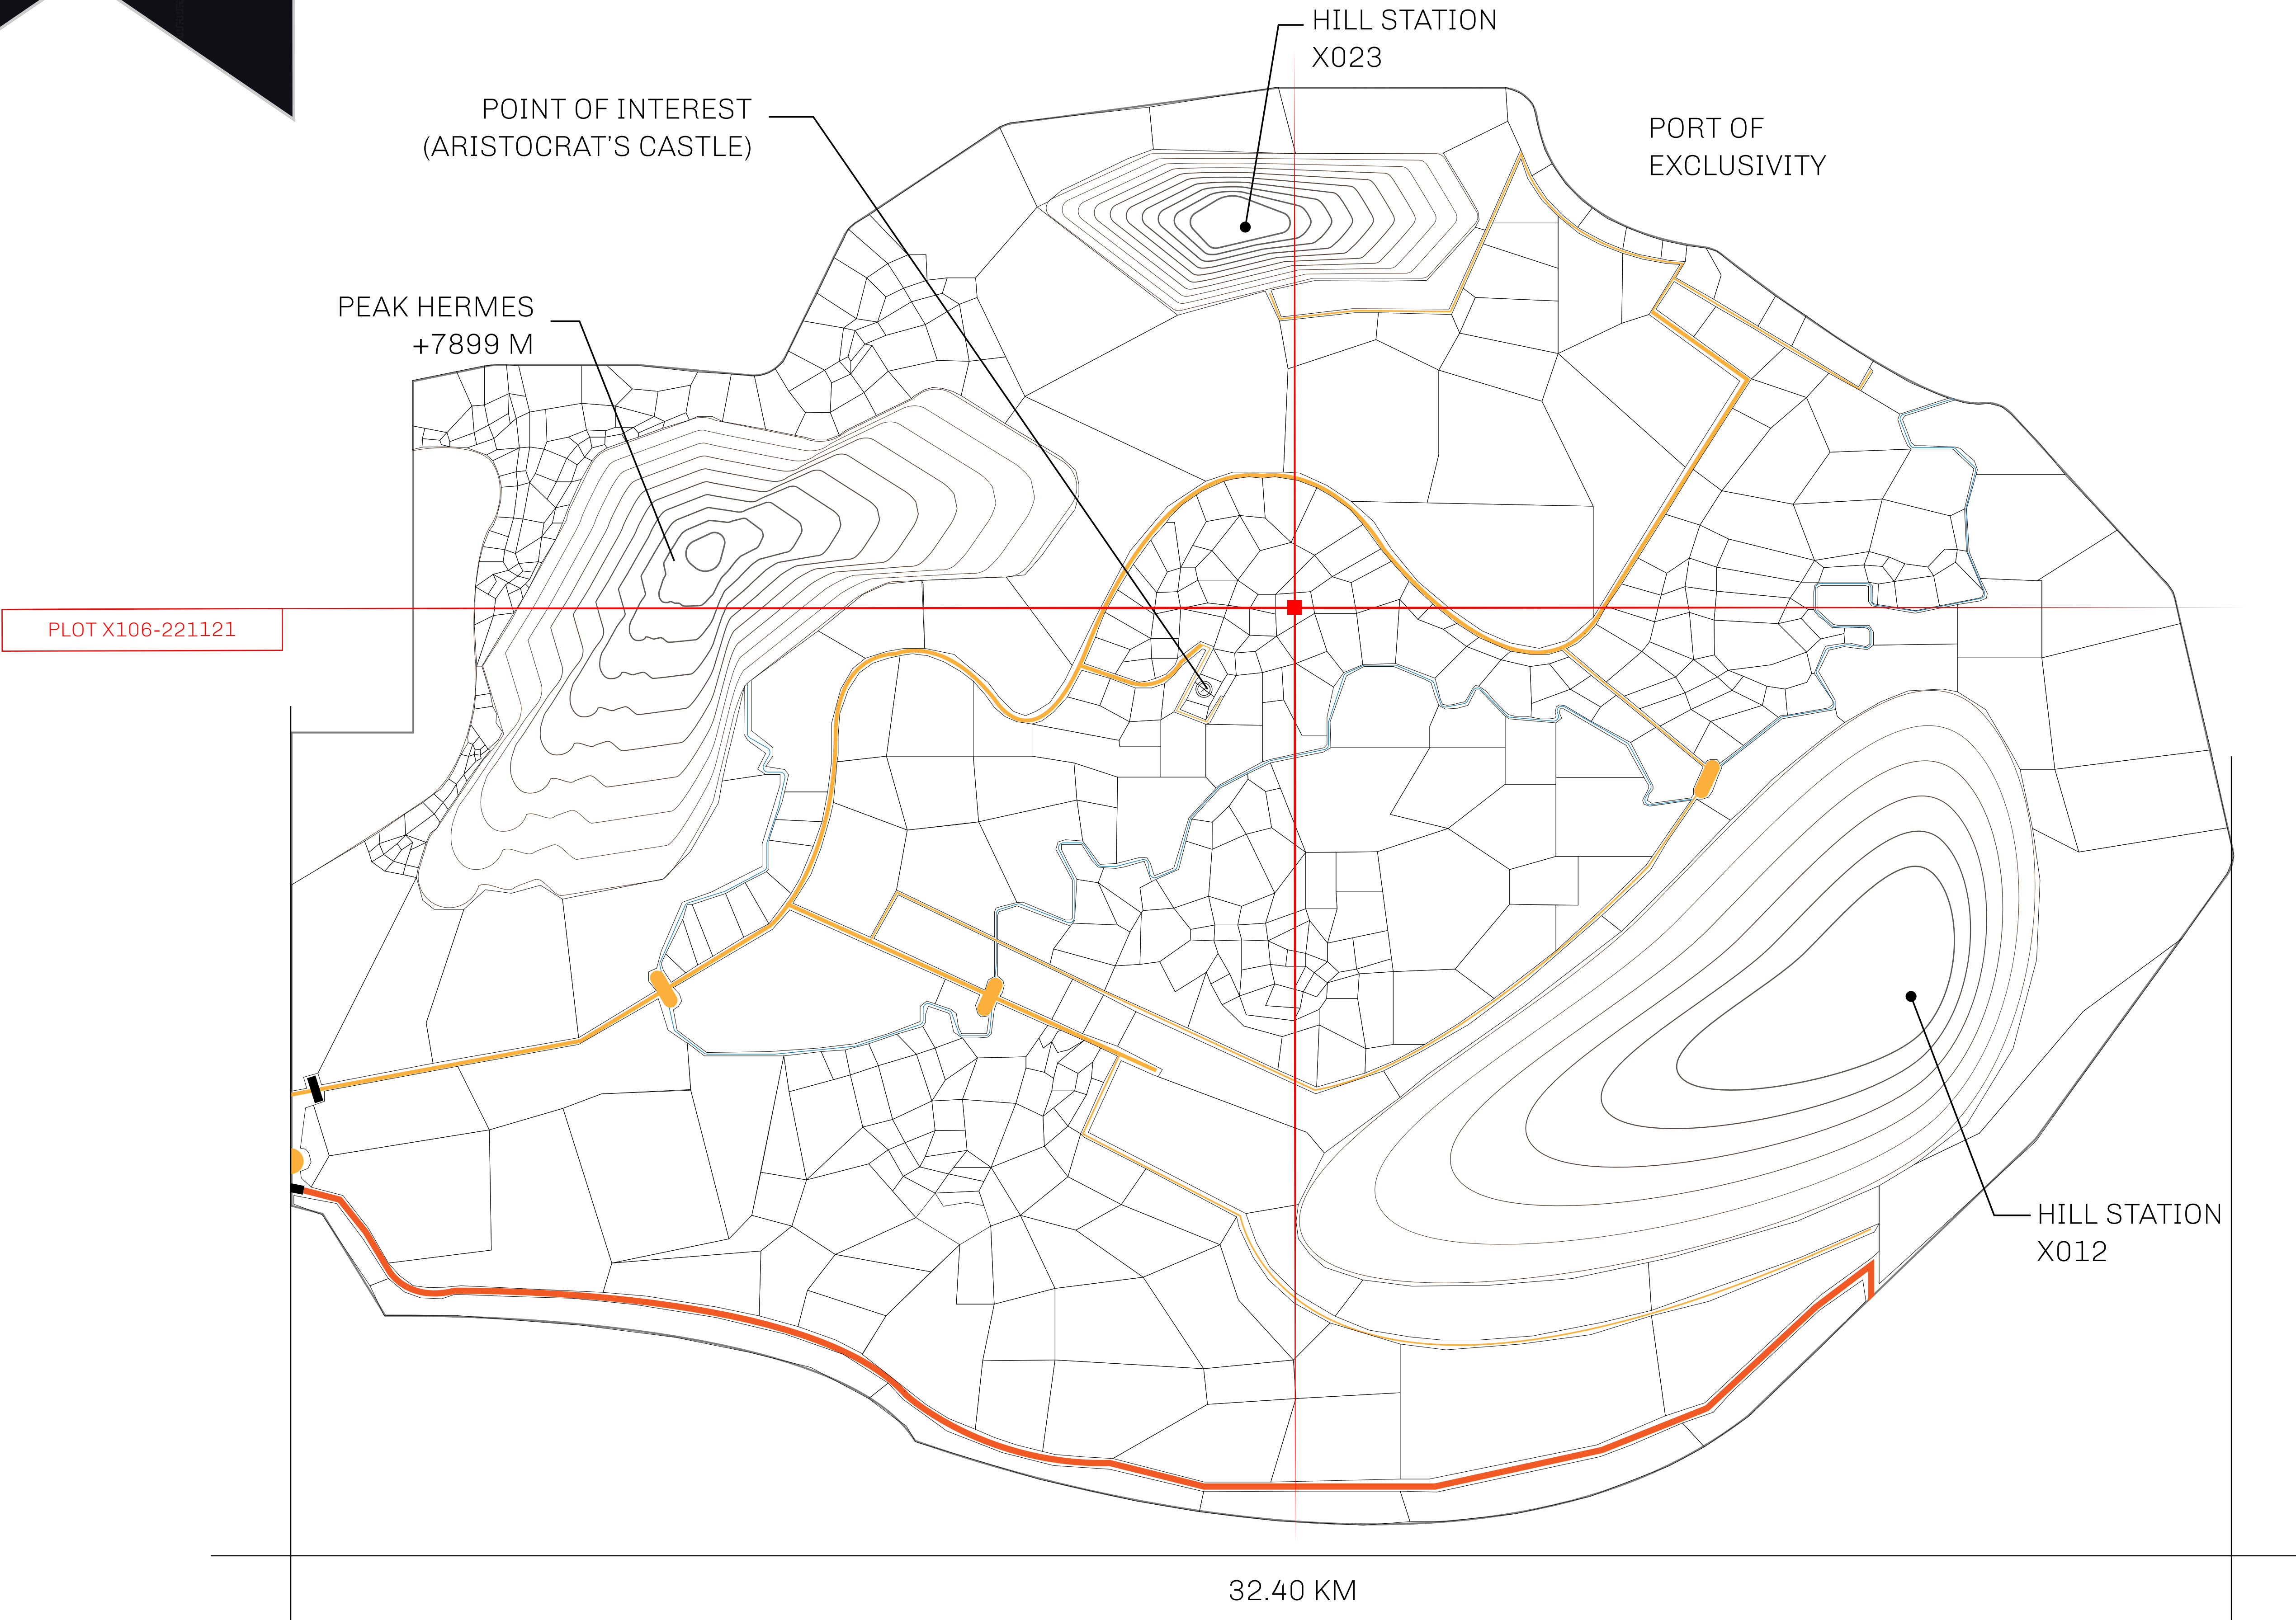 HILL STATION
X023
POINT OF INTEREST
(ARISTOCRAT'S CASTLE)
PORT OF
EXCLUSIVITY
PEAK HERMES
+7899 M
PLOT X106-221121
HILL STATION
X012
32.40 KM